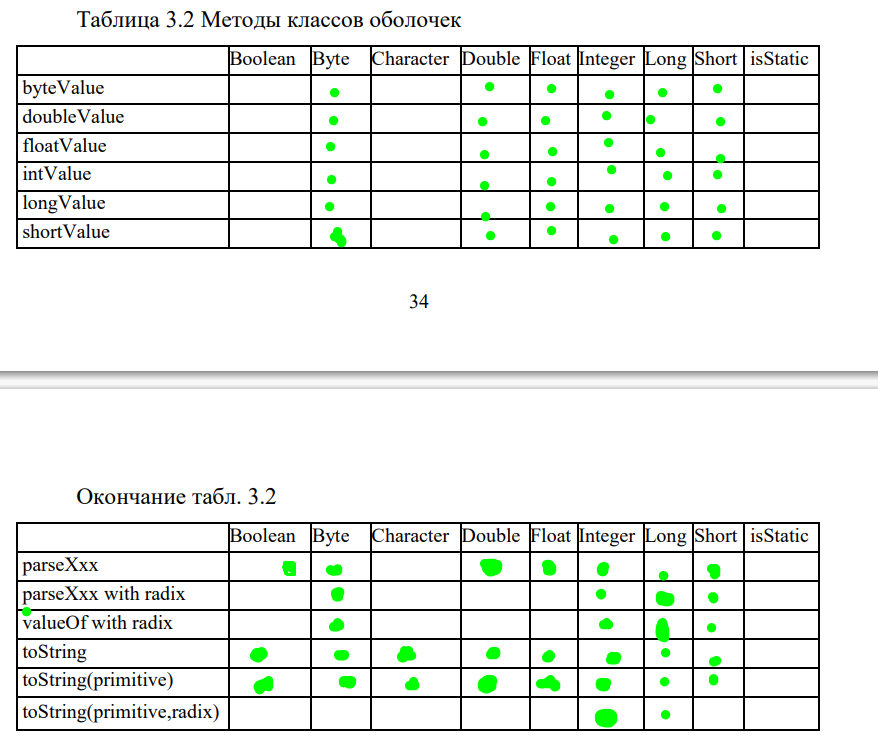 Таблица 3.2 Методы классов оболочек
Boolean Byte Character Double Float Integer Long Short isStatic
byteValue
doubleValue
floatValue
intValue
longValue
shortValue
34
Окончание табл. 3.2
Boolean Byte Character Double Float Integer Long Short isStatic
parseXxx
parseXxx with radix
valueOf with radix
toString
toString(primitive)
toString(primitive,radix)